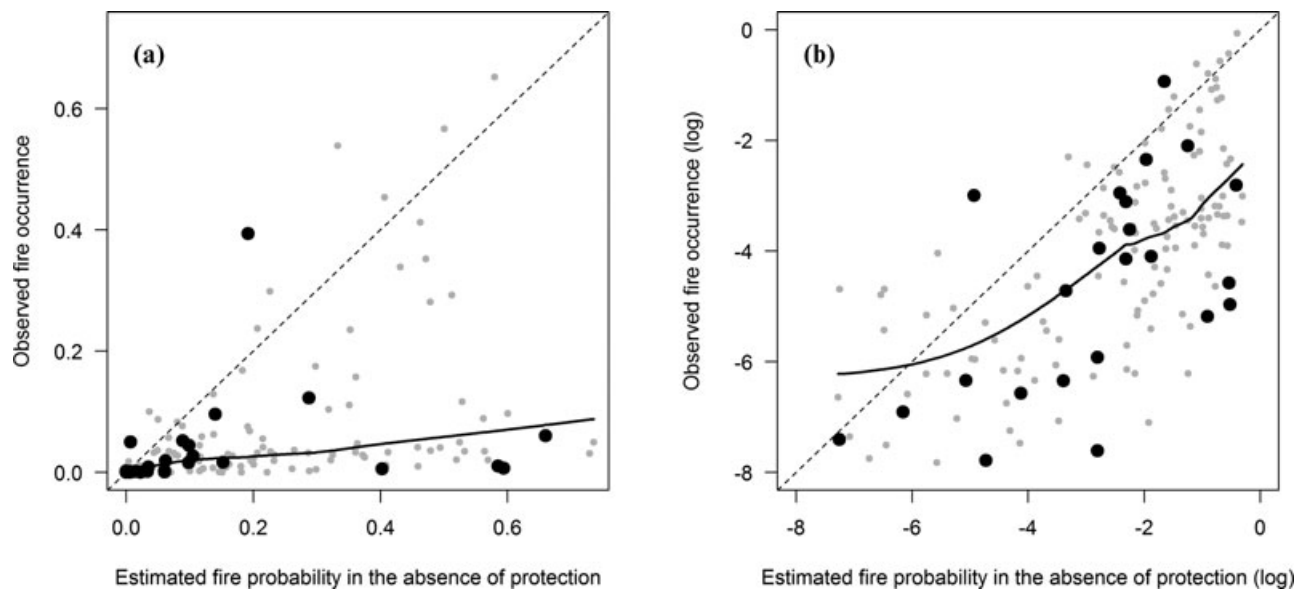 (a)
Observed fire occurrence
0.6
0.4
0.2
0.0
0.0 0.2 0.4 0.6
Estimated fire probability in the absence of protection
(b)
Observed fire occurrence (log)
0
-2
-4
-6
-8
-8 -6 -4 -2 0
Estimated fire probability in the absence of protection (log)